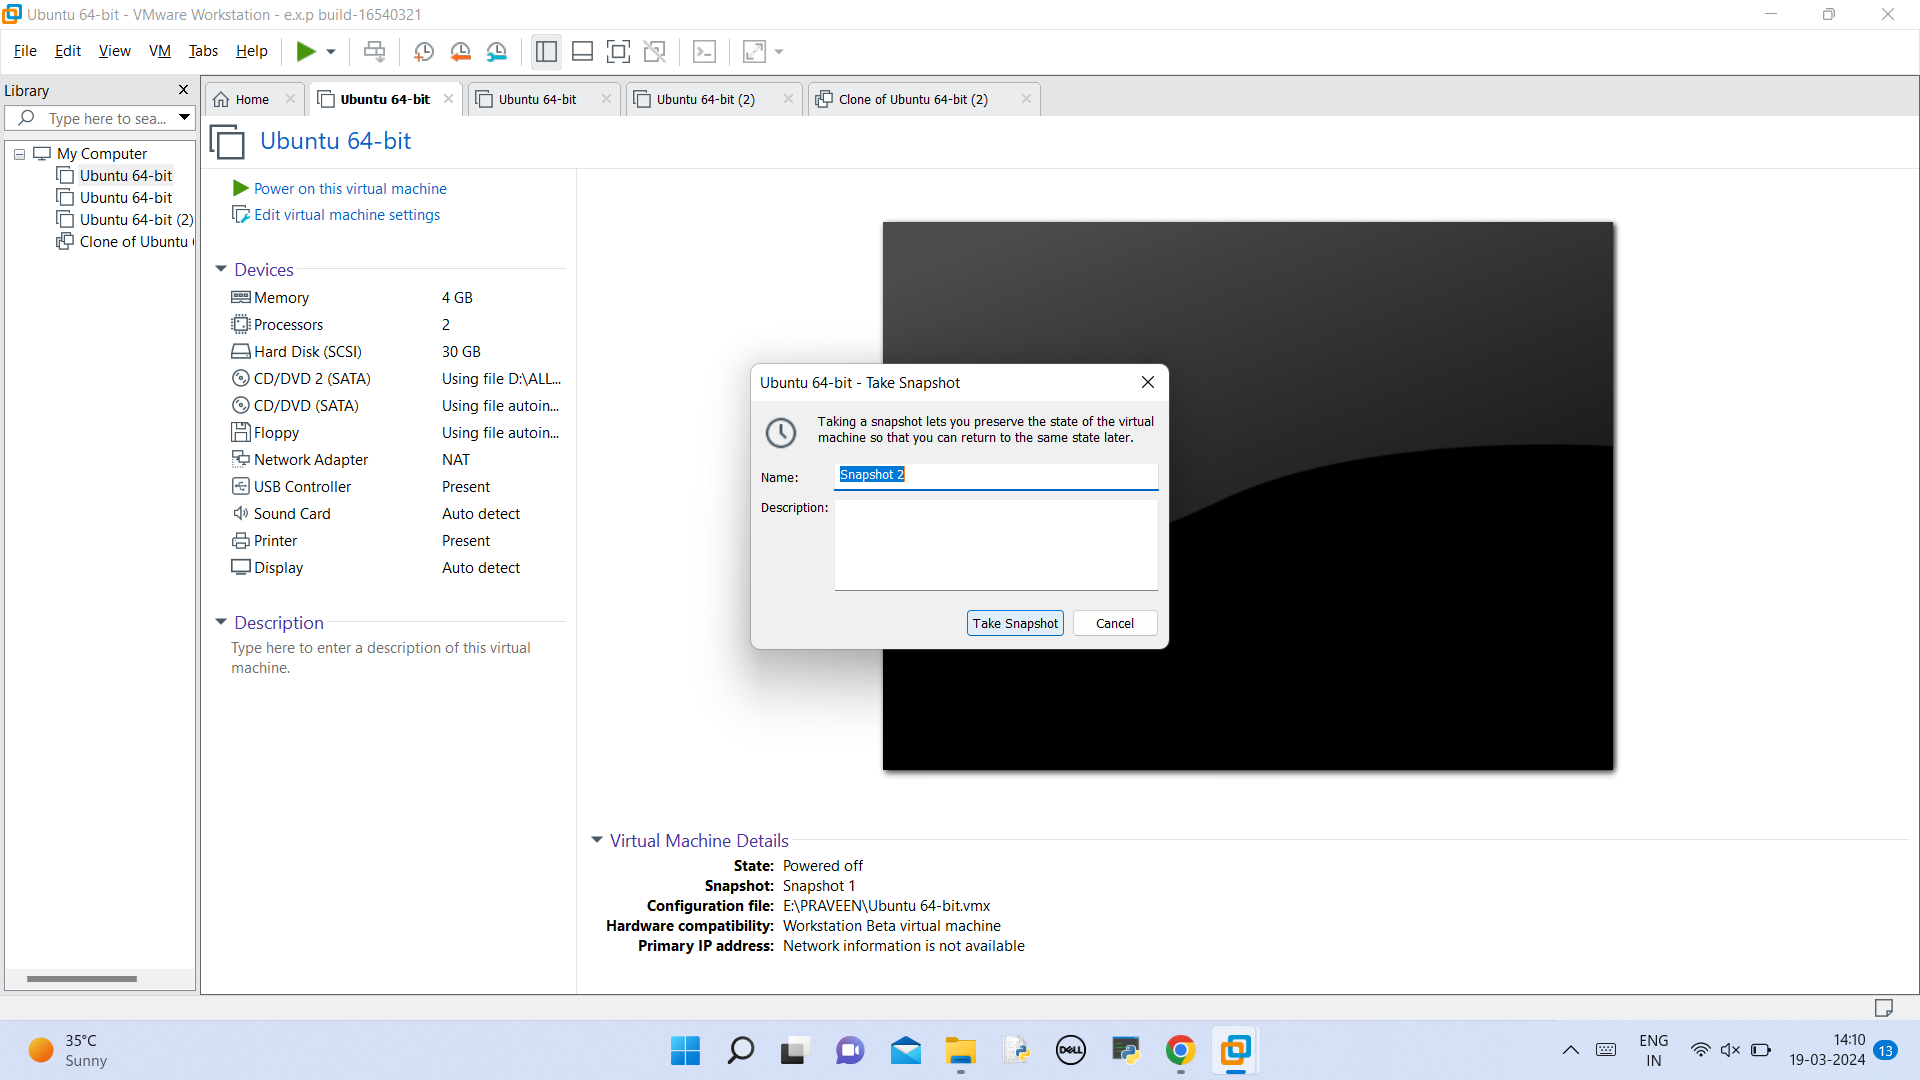 Ubuntu 64-bit - VMware Workstation - e.x.p build-16540321
File Edit View VM Tabs Help
Library
Type here to sea...
My Computer
Ubuntu 64-bit
Ubuntu 64-bit
Ubuntu 64-bit (2)
Clone of Ubuntu
Home
Ubuntu 64-bit
Ubuntu 64-bit
Ubuntu 64-bit (2)
Clone of Ubuntu 64-bit (2)
Ubuntu 64-bit
Power on this virtual machine
Edit virtual machine settings
Devices
Memory 4 GB
Processors 2
Hard Disk (SCSI) 30 GB
CD/DVD 2 (SATA) Using file D:\ALL...
CD/DVD (SATA) Using file autoin...
Floppy Using file autoin...
Network Adapter NAT
USB Controller Present
Sound Card Auto detect
Printer Present
Display Auto detect
Description
Type here to enter a description of this virtual
machine.
Ubuntu 64-bit - Take Snapshot
Taking a snapshot lets you preserve the state of the virtual
machine so that you can return to the same state later.
Name: Snapshot 2
Description:
Take Snapshot Cancel
Virtual Machine Details
State: Powered off
Snapshot: Snapshot 1
Configuration file: E:\PRAVEEN\Ubuntu 64-bit.vmx
Hardware compatibility: Workstation Beta virtual machine
Primary IP address: Network information is not available
35°C
Sunny
DELL
ENG
IN
14:10
19-03-2024
13